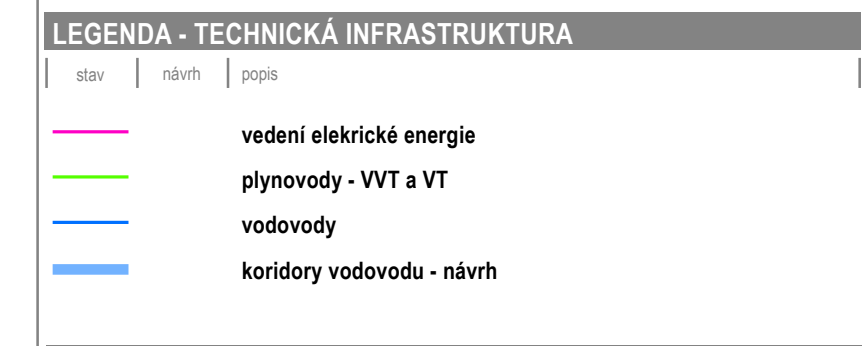 LEGENDA - TECHNICKÁ INFRASTRUKTURA
stav návrh popis
vedení elekrické energie
plynovody - VVT a VT
vodovody
koridory vodovodu - návrh